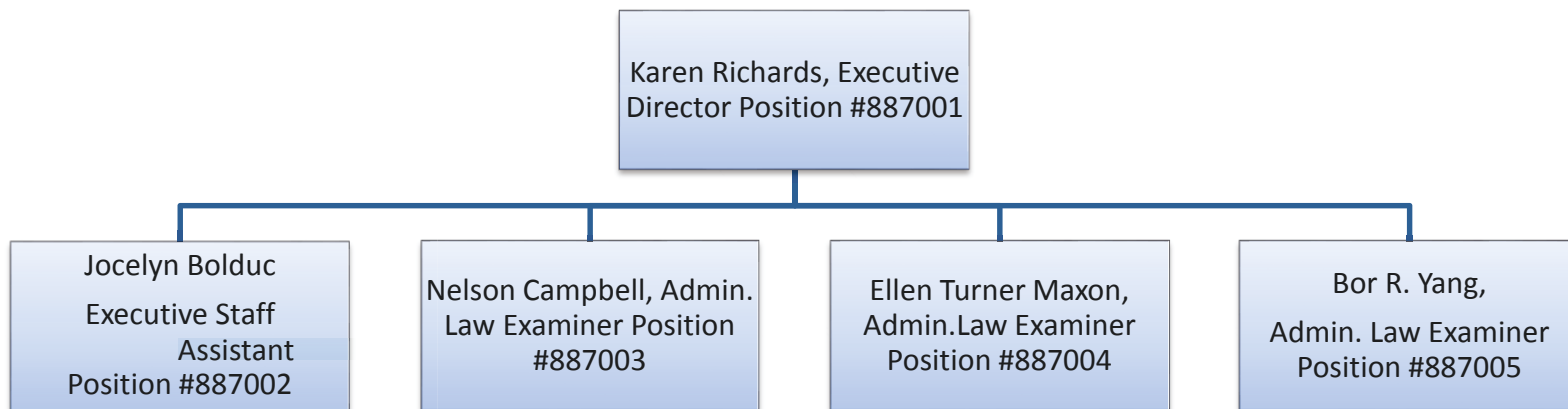 Karen Richards, Executive
Director Position #887001
Jocelyn Bolduc
Executive Staff
Assistant
Position #887002
Nelson Campbell, Admin.
Law Examiner Position
#887003
Ellen Turner Maxon,
Admin.Law Examiner
Position #887004
Bor R. Yang,
Admin. Law Examiner
Position #887005